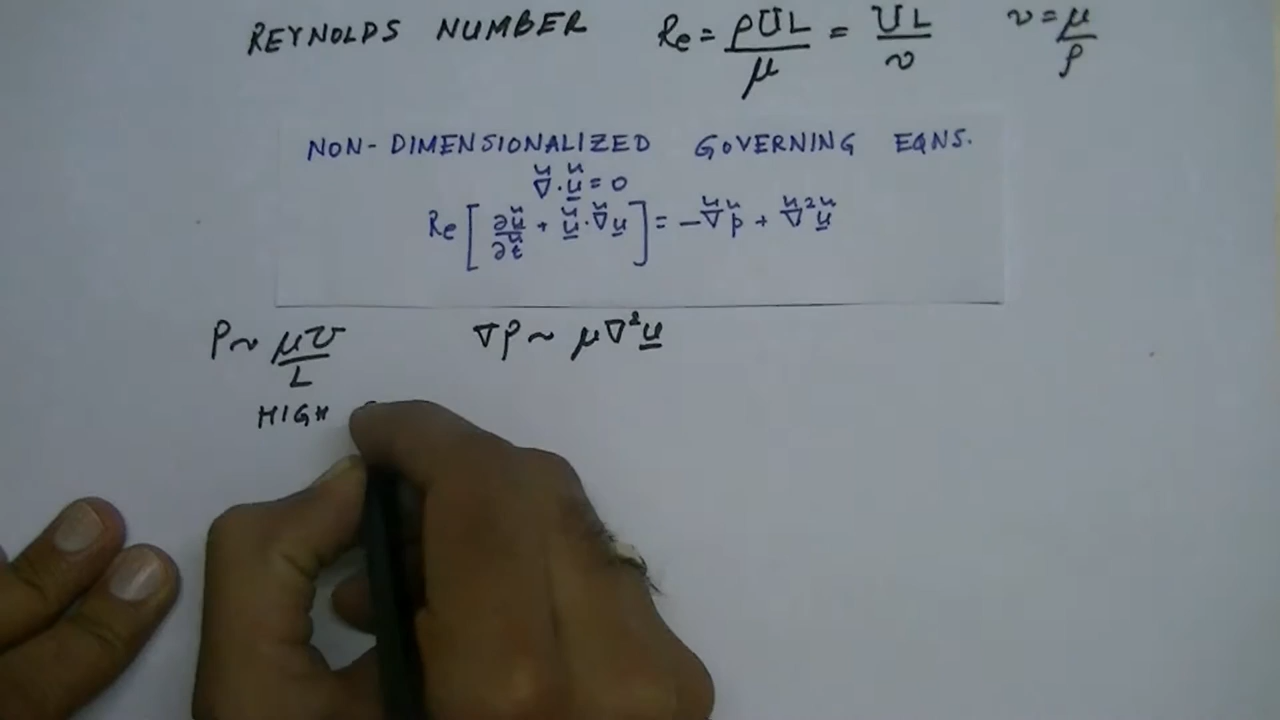 REYNOLDS NUMBER Re = ρUL/μ = UL/ν ν = μ/ρ
NON-DIMENSIONALIZED GOVERNING EQNS.
∇̃·ũ = 0
Re[∂ũ/∂t̃ + ũ·∇̃ũ] = -∇̃p̃ + ∇̃²ũ
P ~ μU/L ∇p ~ μ∇²u
HIGH